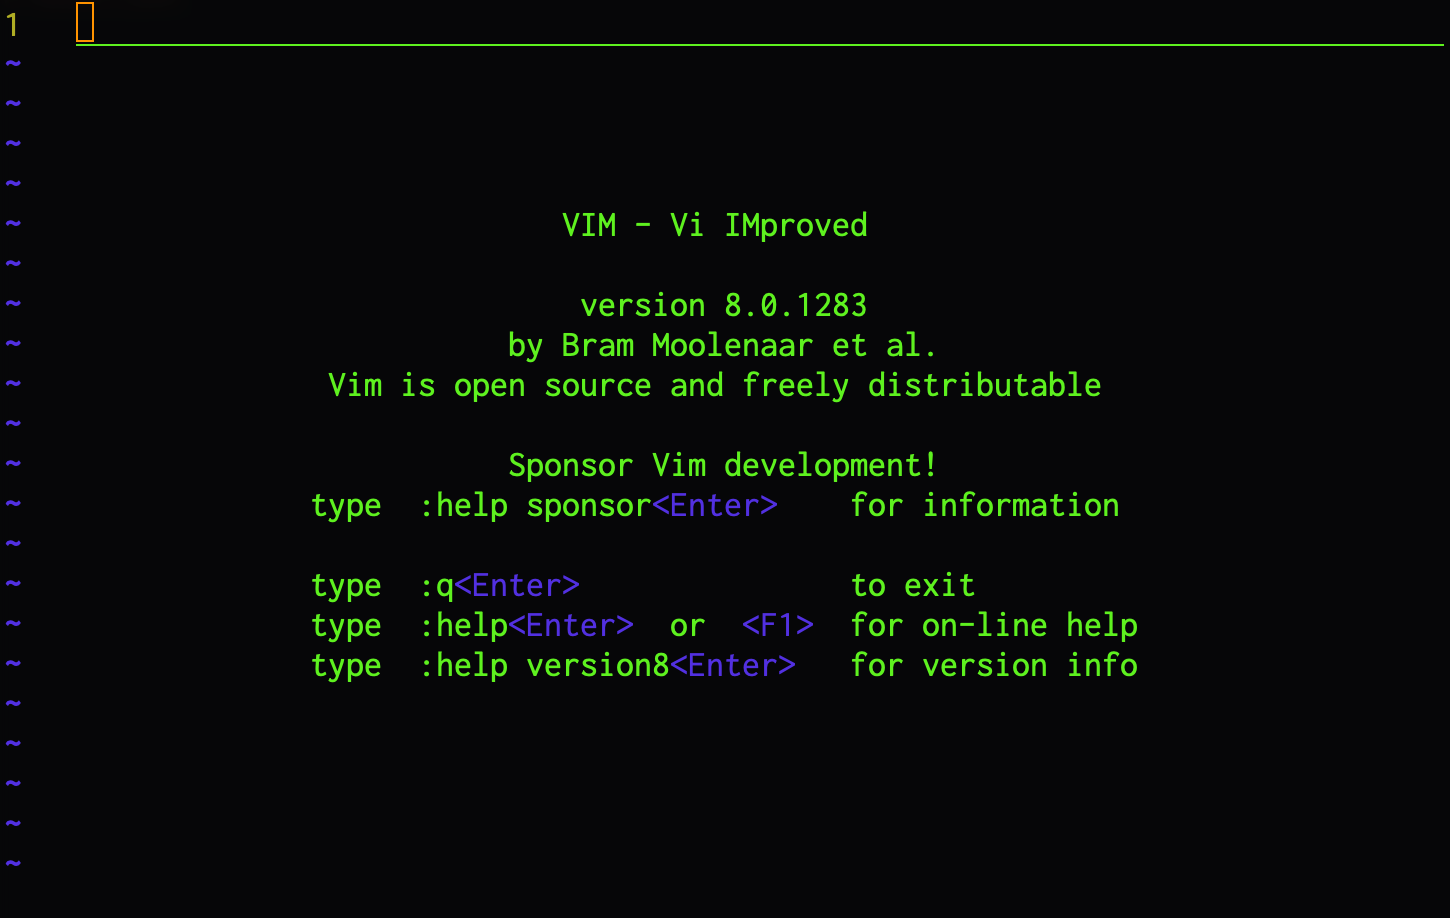 1
~
~
~
~
~ VIM - Vi IMproved
~
~ version 8.0.1283
~ by Bram Moolenaar et al.
~ Vim is open source and freely distributable
~
~ Sponsor Vim development!
~ type :help sponsor<Enter> for information
~
~ type :q<Enter> to exit
~ type :help<Enter> or <F1> for on-line help
~ type :help version8<Enter> for version info
~
~
~
~
~